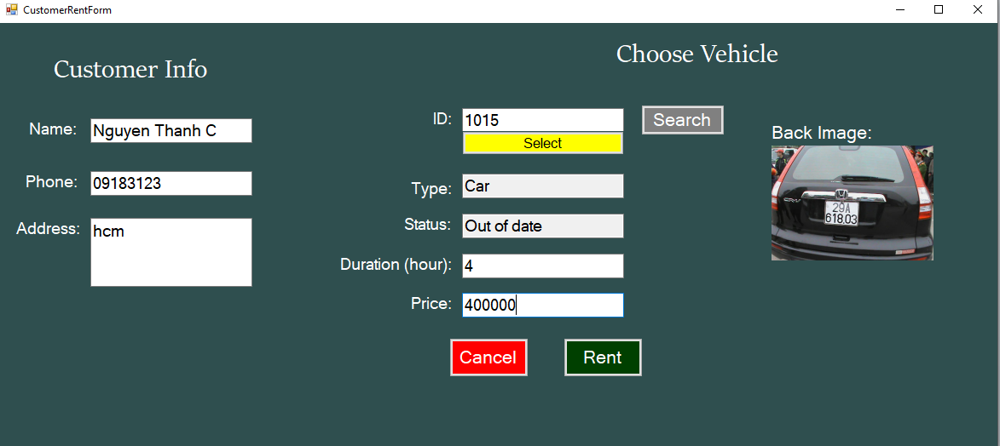 CustomerRentForm
Customer Info
Name:
Nguyen Thanh C
Phone:
09183123
Address:
hcm
Choose Vehicle
ID:
1015
Search
Select
Type:
Car
Status:
Out of date
Duration (hour):
4
Price:
400000
Cancel
Rent
Back Image:
CR-V
29A
618.03